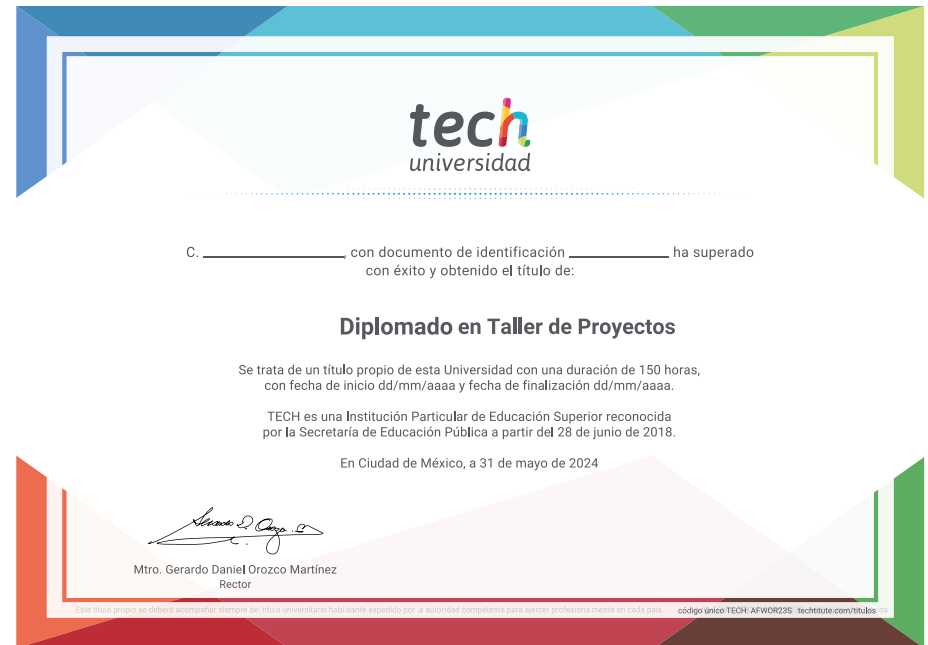 tech
universidad
C. ____________, con documento de identificación ____________ ha superado
con éxito y obtenido el título de:
Diplomado en Taller de Proyectos
Se trata de un título propio de esta Universidad con una duración de 150 horas,
con fecha de inicio dd/mm/aaaa y fecha de finalización dd/mm/aaaa.
TECH es una Institución Particular de Educación Superior reconocida
por la Secretaría de Educación Pública a partir del 28 de junio de 2018.
En Ciudad de México, a 31 de mayo de 2024
Mtro. Gerardo Daniel Orozco Martínez
Rector
Este título propio se deberá acompañar siempre del título universitario habilitante expedido por la autoridad competente para ejercer profesionalmente en cada país. código único TECH: AFWOR23S techtitute.com/titulos